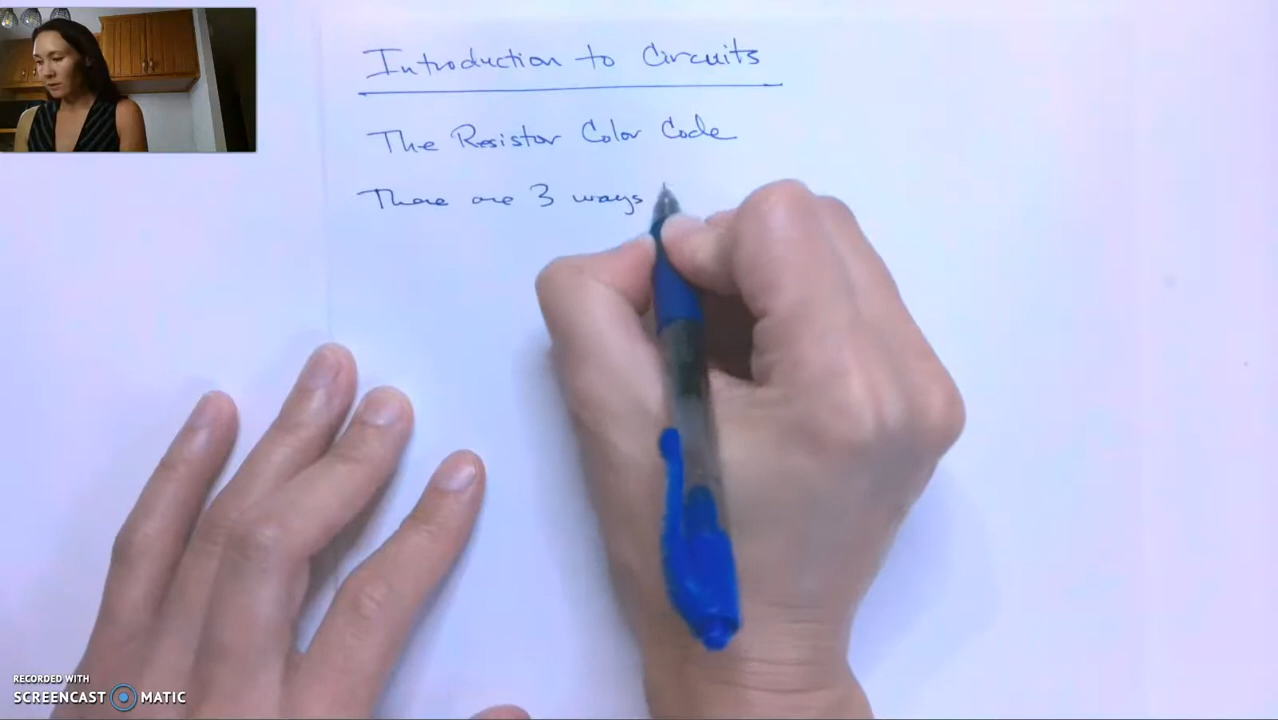 Introduction to Circuits
The Resistor Color Code
There are 3 ways
RECORDED WITH
SCREENCAST MATIC